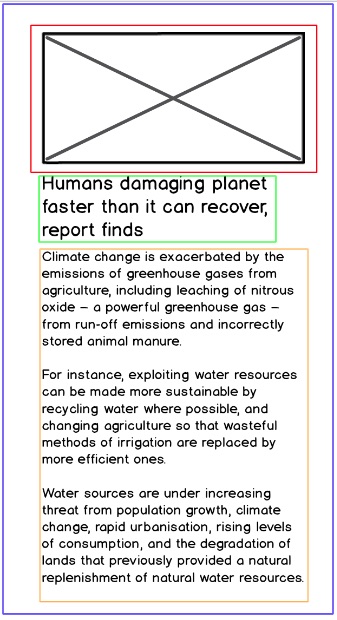 Humans damaging planet
faster than it can recover,
report finds
Climate change is exacerbated by the
emissions of greenhouse gases from
agriculture, including leaching of nitrous
oxide – a powerful greenhouse gas –
from run-off emissions and incorrectly
stored animal manure.
For instance, exploiting water resources
can be made more sustainable by
recycling water where possible, and
changing agriculture so that wasteful
methods of irrigation are replaced by
more efficient ones.
Water sources are under increasing
threat from population growth, climate
change, rapid urbanisation, rising levels
of consumption, and the degradation of
lands that previously provided a natural
replenishment of natural water resources.